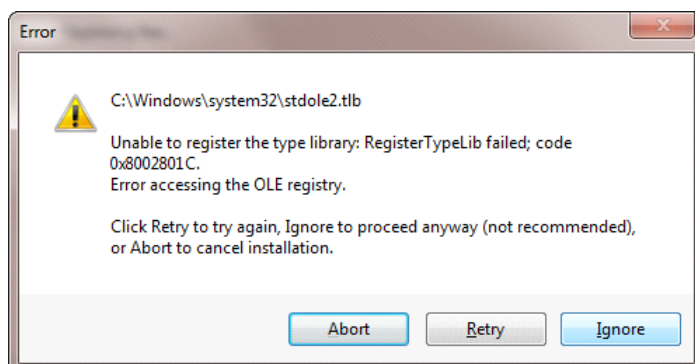 Error
C:\Windows\system32\stdole2.tlb
Unable to register the type library: RegisterTypeLib failed; code
0x8002801C.
Error accessing the OLE registry.
Click Retry to try again, Ignore to proceed anyway (not recommended),
or Abort to cancel installation.
Abort
Retry
Ignore